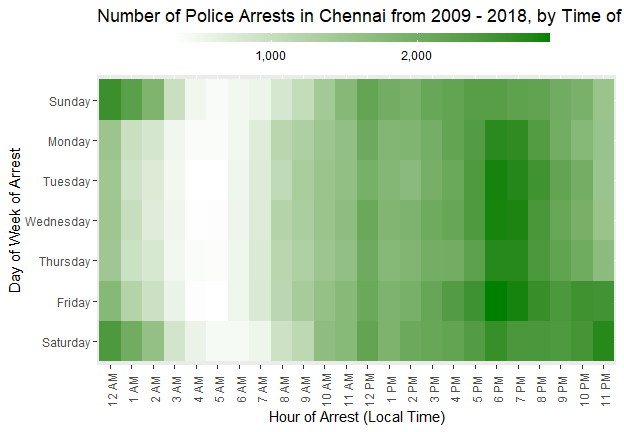 Number of Police Arrests in Chennai from 2009 - 2018, by Time of
1,000 2,000
Day of Week of Arrest
Sunday
Monday
Tuesday
Wednesday
Thursday
Friday
Saturday
12 AM 1 AM 2 AM 3 AM 4 AM 5 AM 6 AM 7 AM 8 AM 9 AM 10 AM 11 AM 12 PM 1 PM 2 PM 3 PM 4 PM 5 PM 6 PM 7 PM 8 PM 9 PM 10 PM 11 PM
Hour of Arrest (Local Time)